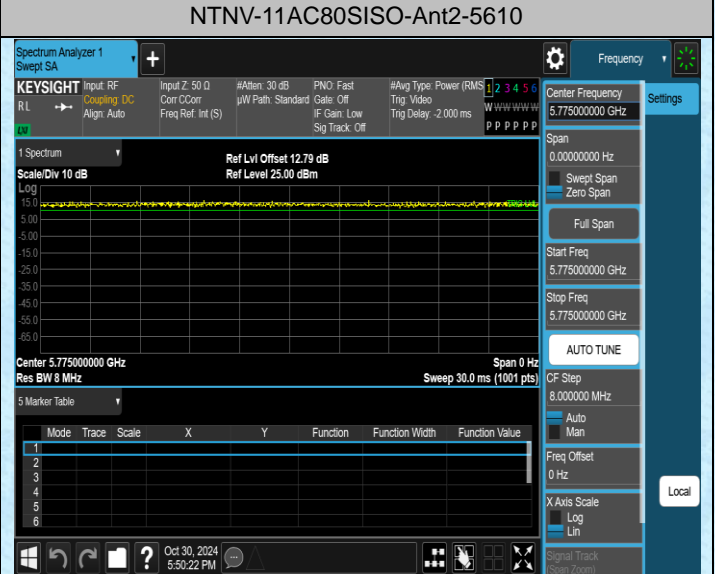 NTNV-11AC80SISO-Ant2-5610
Spectrum Analyzer 1
Swept SA
Frequency
KEYSIGHT
RL
LXI
Input: RF
Coupling: DC
Align: Auto
Input Z: 50 Ω
Corr CCorr
Freq Ref: Int (S)
#Atten: 30 dB
µW Path: Standard
PNO: Fast
Gate: Off
IF Gain: Low
Sig Track: Off
#Avg Type: Power (RMS
Trig: Video
Trig Delay: -2.000 ms
1 2 3 4 5 6
W W W W W W
P P P P P P
Center Frequency
5.775000000 GHz
Settings
Span
0.00000000 Hz
Swept Span
Zero Span
Full Span
Start Freq
5.775000000 GHz
Stop Freq
5.775000000 GHz
AUTO TUNE
CF Step
8.000000 MHz
Auto
Man
Freq Offset
0 Hz
X Axis Scale
Log
Lin
Signal Track
(Span Zoom)
Local
1 Spectrum
Scale/Div 10 dB
Ref Lvl Offset 12.79 dB
Ref Level 25.00 dBm
Log
15.0
5.00
-5.00
-15.0
-25.0
-35.0
-45.0
-55.0
-65.0
Center 5.775000000 GHz
Span 0 Hz
Res BW 8 MHz
Sweep 30.0 ms (1001 pts)
5 Marker Table
Mode Trace Scale X Y Function Function Width Function Value
1
2
3
4
5
6
?
Oct 30, 2024
5:50:22 PM